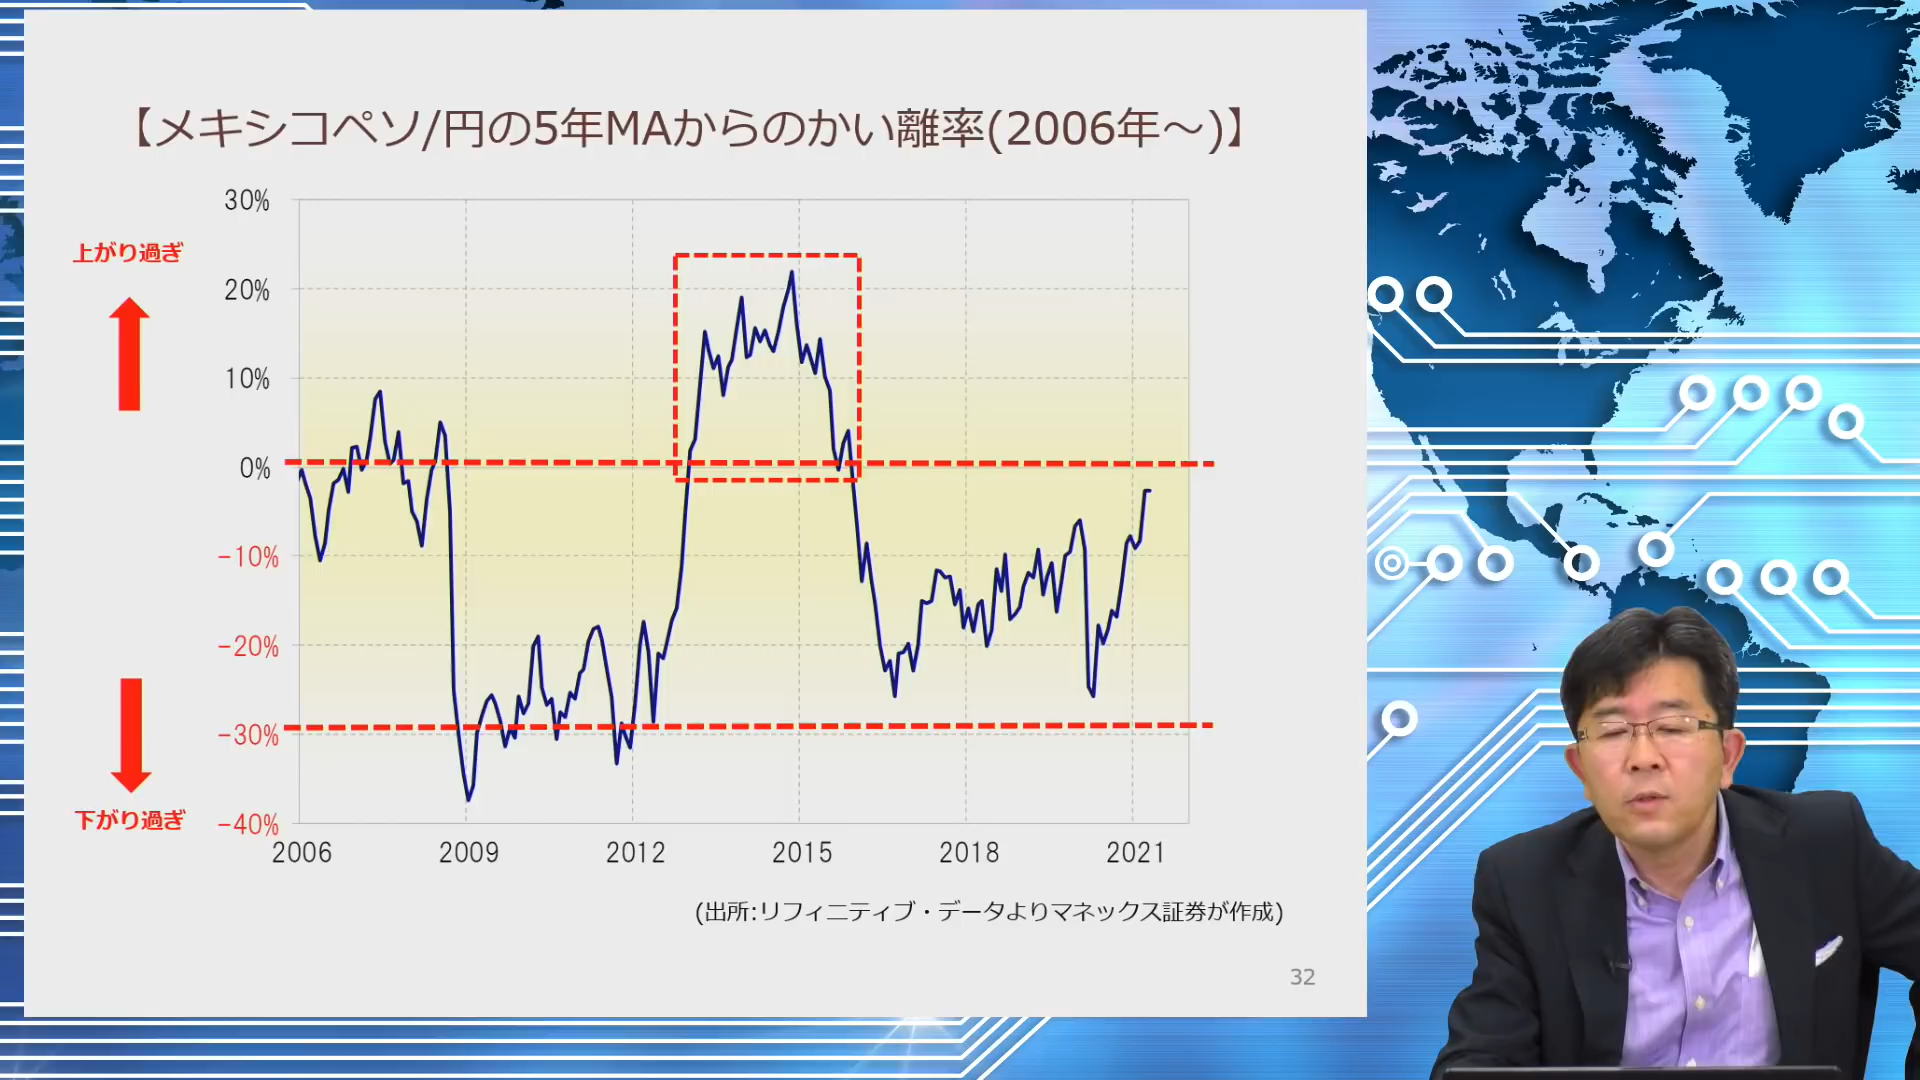 【メキシコペソ/円の5年MAからのかい離率(2006年～)】
30%
上がり過ぎ
20%
10%
0%
-10%
-20%
-30%
下がり過ぎ
-40%
2006 2009 2012 2015 2018 2021
(出所:リフィニティブ・データよりマネックス証券が作成)
32